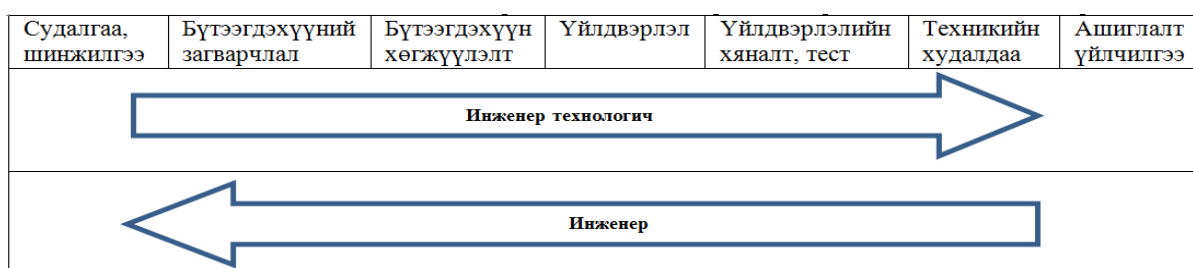 Судалгаа,
шинжилгээ
Бүтээгдэхүүний
загварчлал
Бүтээгдэхүүн
хөгжүүлэлт
Үйлдвэрлэл
Үйлдвэрлэлийн
хяналт, тест
Техникийн
худалдаа
Ашиглалт
үйлчилгээ
Инженер технологич
Инженер